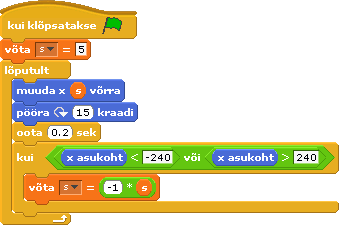 kui klõpsatakse
võta s = 5
lõputult
muuda x s võrra
pööra 15 kraadi
oota 0.2 sek
kui x asukoht < -240 või x asukoht > 240
võta s = -1 * s